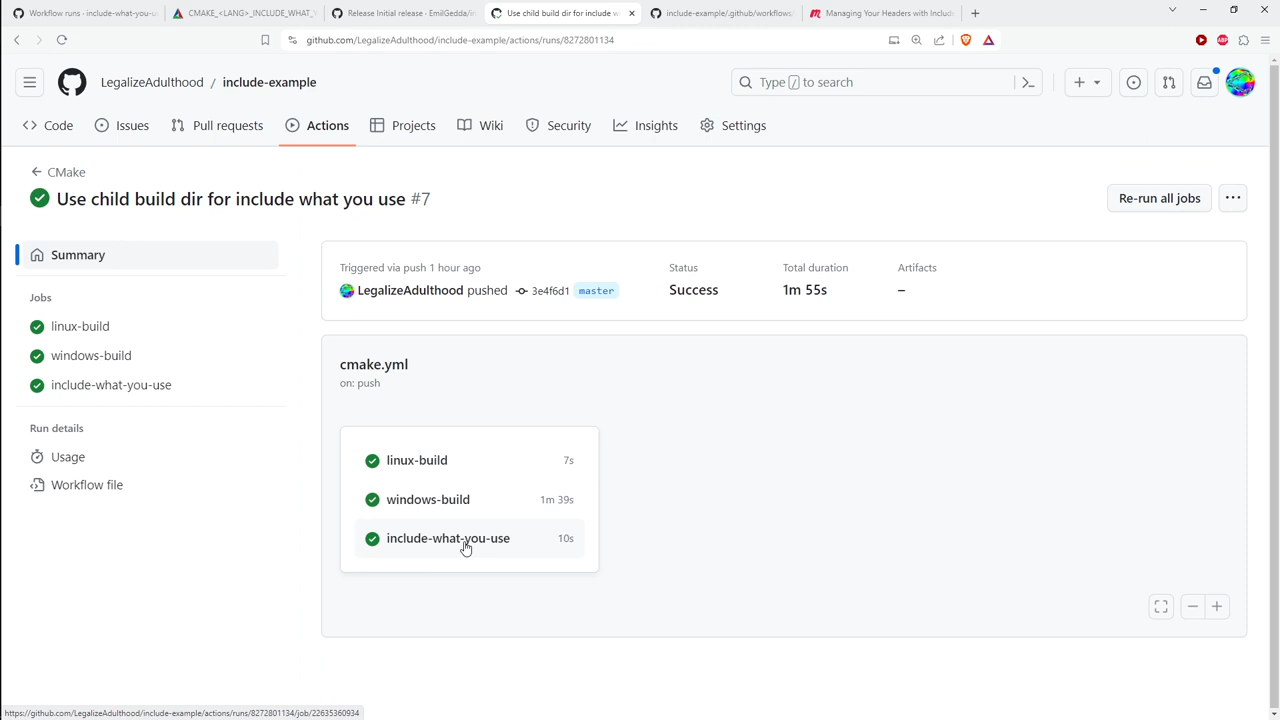 Workflow runs - include-what-you-u
CMAKE_<LANG>_INCLUDE_WHAT_Y
Release Initial release - EmilGedda/in
Use child build dir for include w
include-example/.github/workflows
Managing Your Headers with Includ
github.com/LegalizeAdulthood/include-example/actions/runs/8272801134
ABP
LegalizeAdulthood / include-example
Type / to search
Code
Issues
Pull requests
Actions
Projects
Wiki
Security
Insights
Settings
CMake
Use child build dir for include what you use #7
Re-run all jobs
Summary
Jobs
linux-build
windows-build
include-what-you-use
Run details
Usage
Workflow file
Triggered via push 1 hour ago
LegalizeAdulthood pushed 3e4f6d1 master
Status
Success
Total duration
1m 55s
Artifacts
–
cmake.yml
on: push
linux-build 7s
windows-build 1m 39s
include-what-you-use 10s
https://github.com/LegalizeAdulthood/include-example/actions/runs/8272801134/job/22635360934